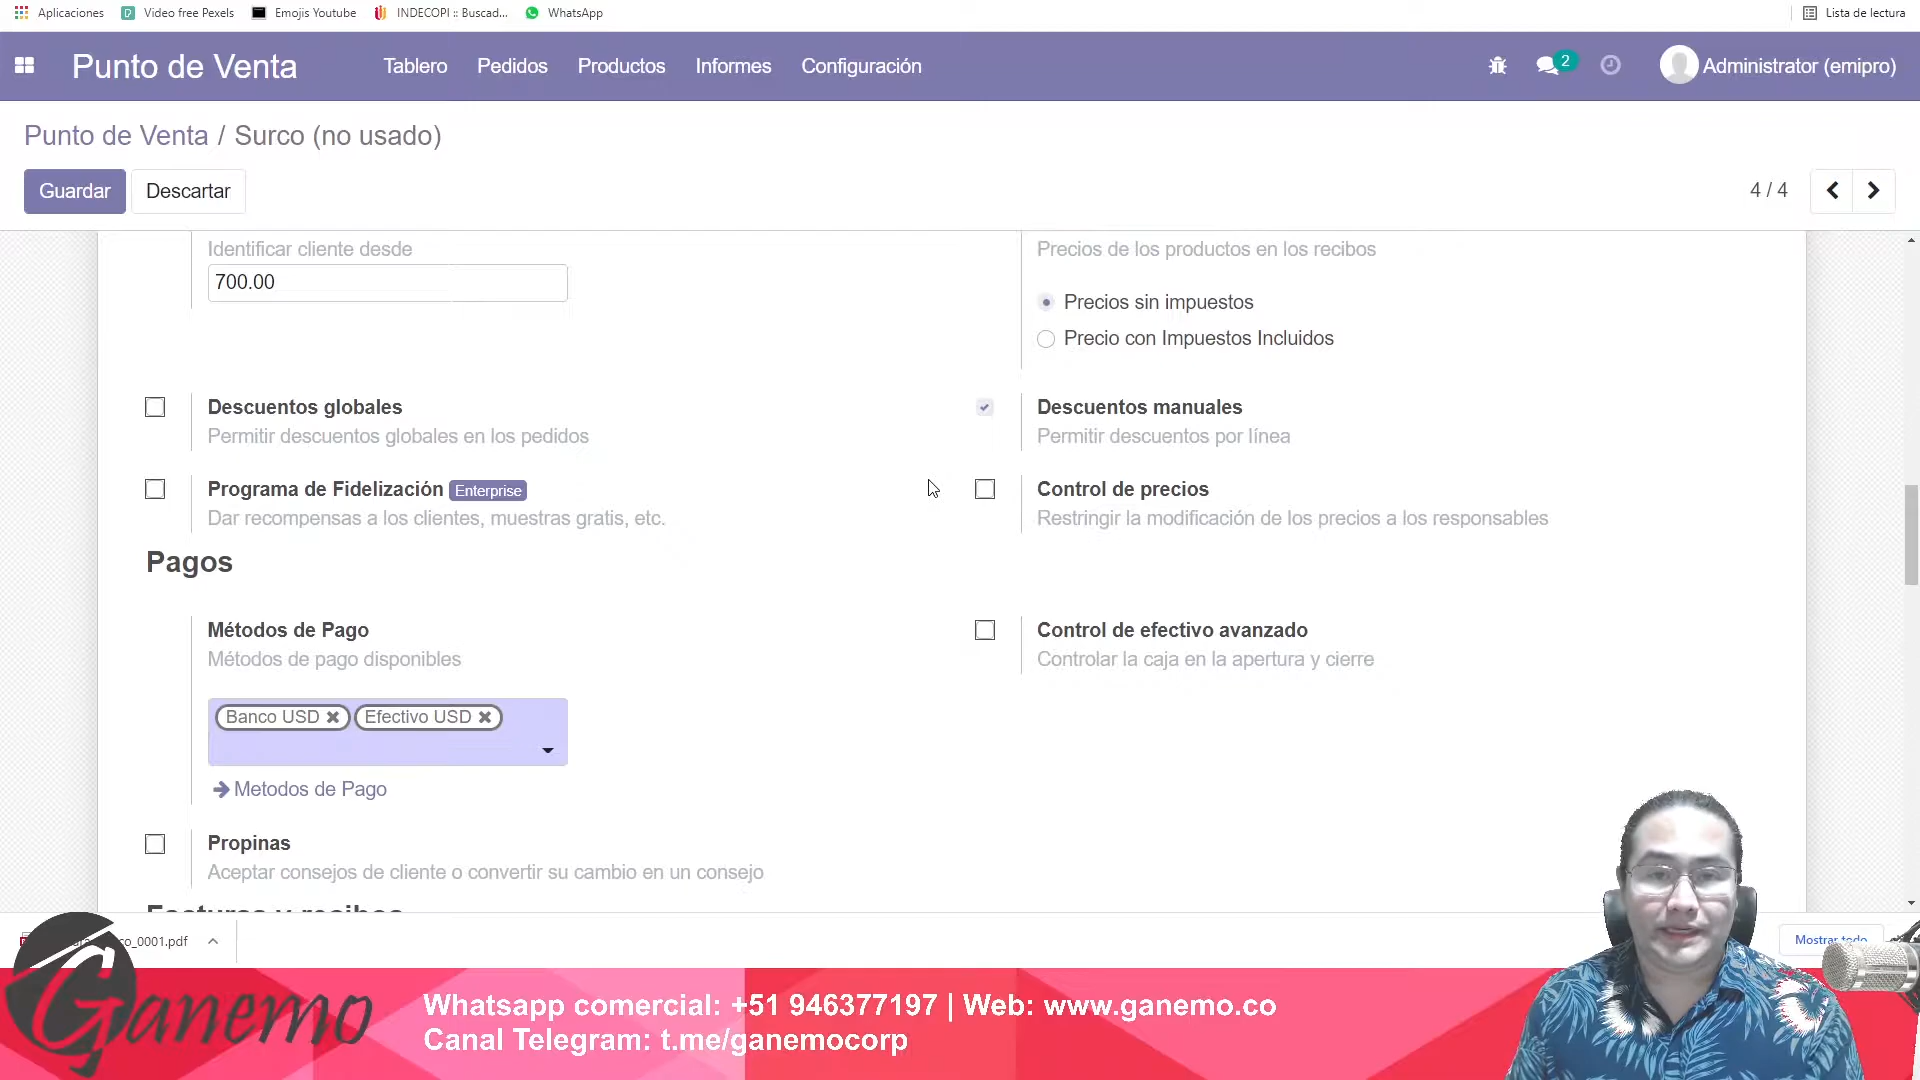 Aplicaciones
Video free Pexels
Emojis Youtube
INDECOPI :: Buscad...
WhatsApp
Lista de lectura
Punto de Venta
Tablero
Pedidos
Productos
Informes
Configuración
2
Administrator (emipro)
Punto de Venta / Surco (no usado)
Guardar
Descartar
4 / 4
Identificar cliente desde
700.00
Precios de los productos en los recibos
Precios sin impuestos
Precio con Impuestos Incluidos
Descuentos globales
Permitir descuentos globales en los pedidos
Descuentos manuales
Permitir descuentos por línea
Programa de Fidelización Enterprise
Dar recompensas a los clientes, muestras gratis, etc.
Control de precios
Restringir la modificación de los precios a los responsables
Pagos
Métodos de Pago
Métodos de pago disponibles
Control de efectivo avanzado
Controlar la caja en la apertura y cierre
Banco USD
Efectivo USD
Metodos de Pago
Propinas
Aceptar consejos de cliente o convertir su cambio en un consejo
Facturas y recibos
co_0001.pdf
Mostrar todo
Ganemo
Whatsapp comercial: +51 946377197 | Web: www.ganemo.co
Canal Telegram: t.me/ganemocorp